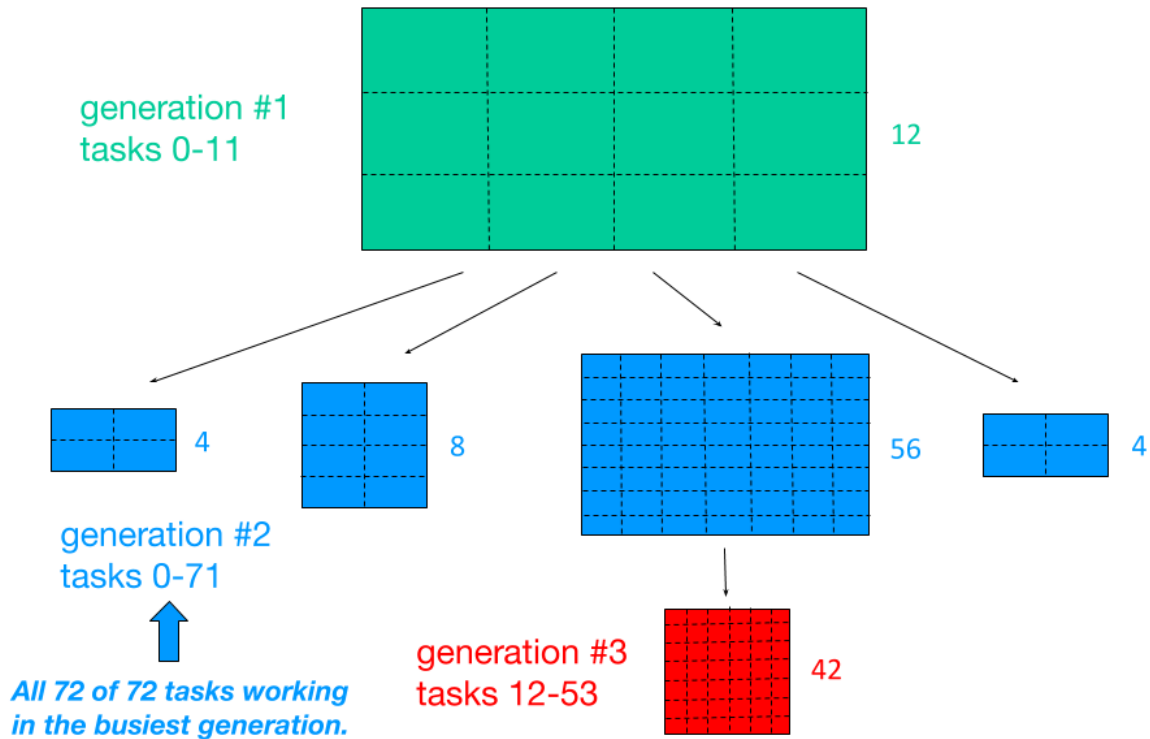 generation #1
tasks 0-11
12
4
8
56
4
generation #2
tasks 0-71
generation #3
tasks 12-53
42
All 72 of 72 tasks working
in the busiest generation.